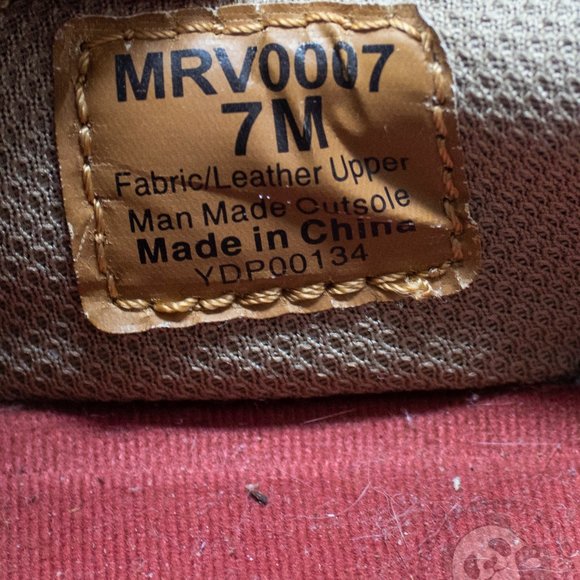 MRV0007
7M
Fabric/Leather Upper
Man Made Outsole
Made in China
YDP00134